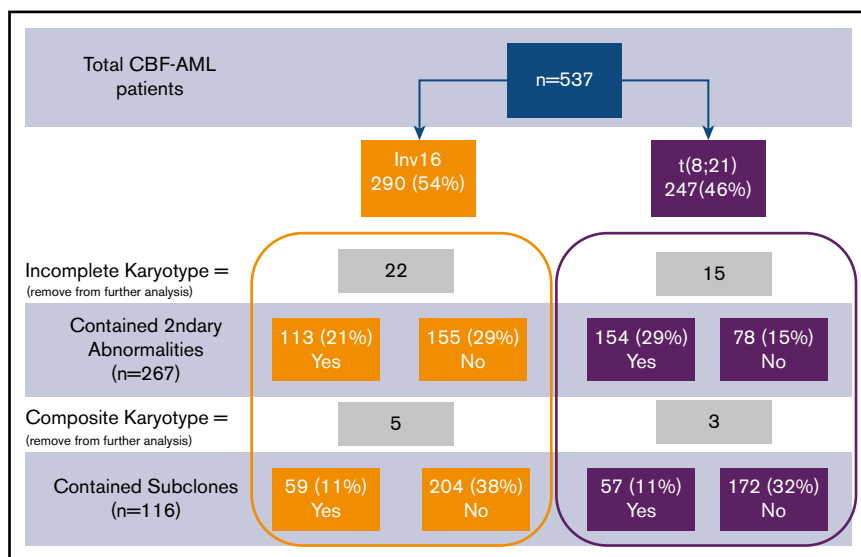 Total CBF-AML
patients
n=537
Inv16
290 (54%)
t(8;21)
247(46%)
Incomplete Karyotype =
(remove from further analysis)
22
15
Contained 2ndary
Abnormalities
(n=267)
113 (21%)
Yes
155 (29%)
No
154 (29%)
Yes
78 (15%)
No
Composite Karyotype =
(remove from further analysis)
5
3
Contained Subclones
(n=116)
59 (11%)
Yes
204 (38%)
No
57 (11%)
Yes
172 (32%)
No